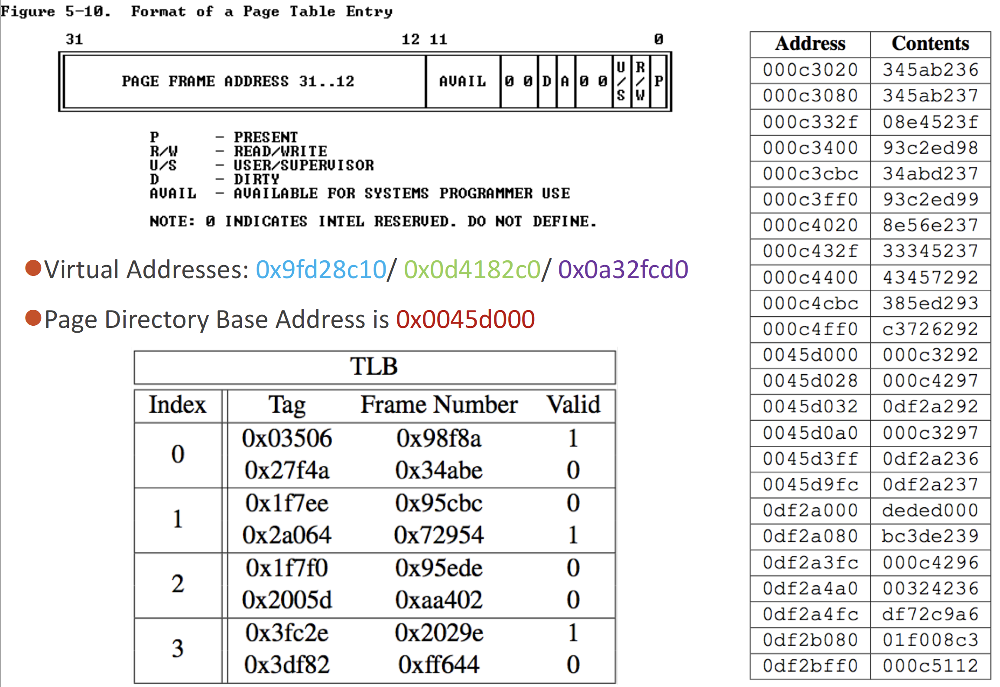 Figure 5-10. Format of a Page Table Entry
31 12 11 0
PAGE FRAME ADDRESS 31..12 AVAIL 0 0 D A 0 0 U/S R/W P
P - PRESENT
R/W - READ/WRITE
U/S - USER/SUPERVISOR
D - DIRTY
AVAIL - AVAILABLE FOR SYSTEMS PROGRAMMER USE
NOTE: 0 INDICATES INTEL RESERVED. DO NOT DEFINE.
Virtual Addresses: 0x9fd28c10/ 0x0d4182c0/ 0x0a32fcd0
Page Directory Base Address is 0x0045d000
TLB
Index Tag Frame Number Valid
0 0x03506 0x98f8a 1
0x27f4a 0x34abe 0
1 0x1f7ee 0x95cbc 0
0x2a064 0x72954 1
2 0x1f7f0 0x95ede 0
0x2005d 0xaa402 0
3 0x3fc2e 0x2029e 1
0x3df82 0xff644 0
Address Contents
000c3020 345ab236
000c3080 345ab237
000c332f 08e4523f
000c3400 93c2ed98
000c3cbc 34abd237
000c3ff0 93c2ed99
000c4020 8e56e237
000c432f 33345237
000c4400 43457292
000c4cbc 385ed293
000c4ff0 c3726292
0045d000 000c3292
0045d028 000c4297
0045d032 0df2a292
0045d0a0 000c3297
0045d3ff 0df2a236
0045d9fc 0df2a237
0df2a000 deded000
0df2a080 bc3de239
0df2a3fc 000c4296
0df2a4a0 00324236
0df2a4fc df72c9a6
0df2b080 01f008c3
0df2bff0 000c5112